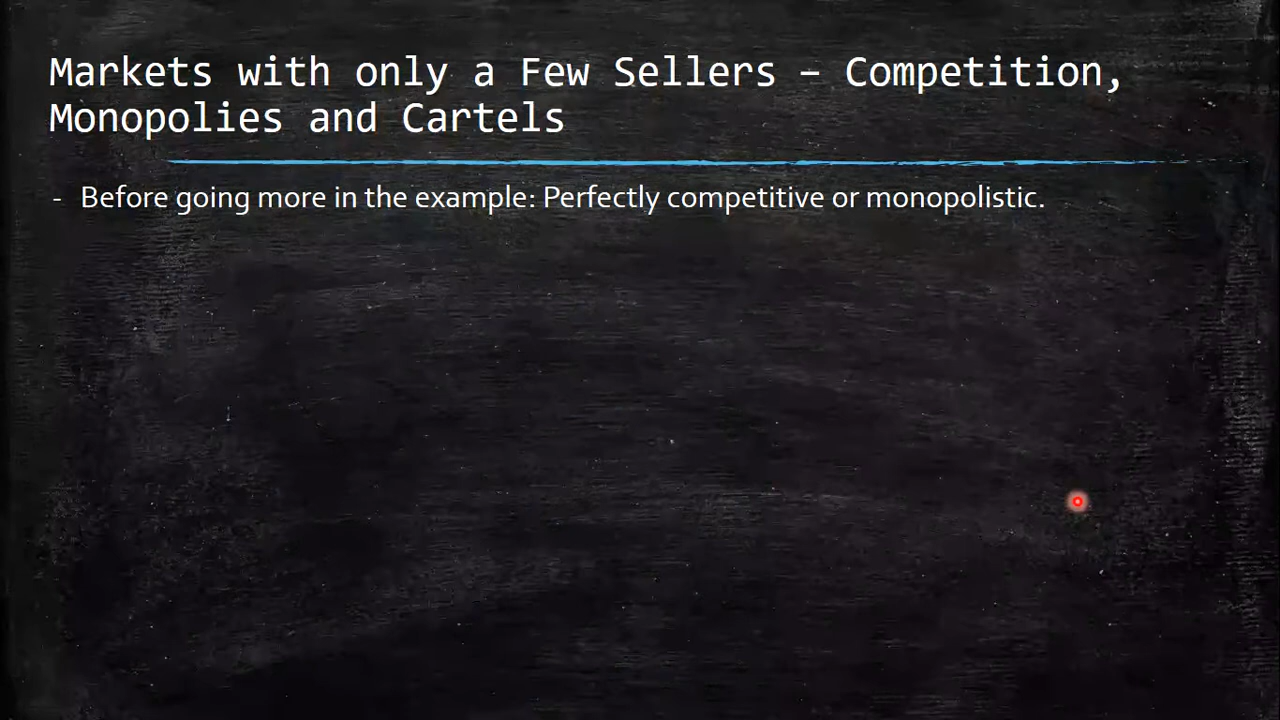 Markets with only a Few Sellers – Competition,
Monopolies and Cartels
- Before going more in the example: Perfectly competitive or monopolistic.